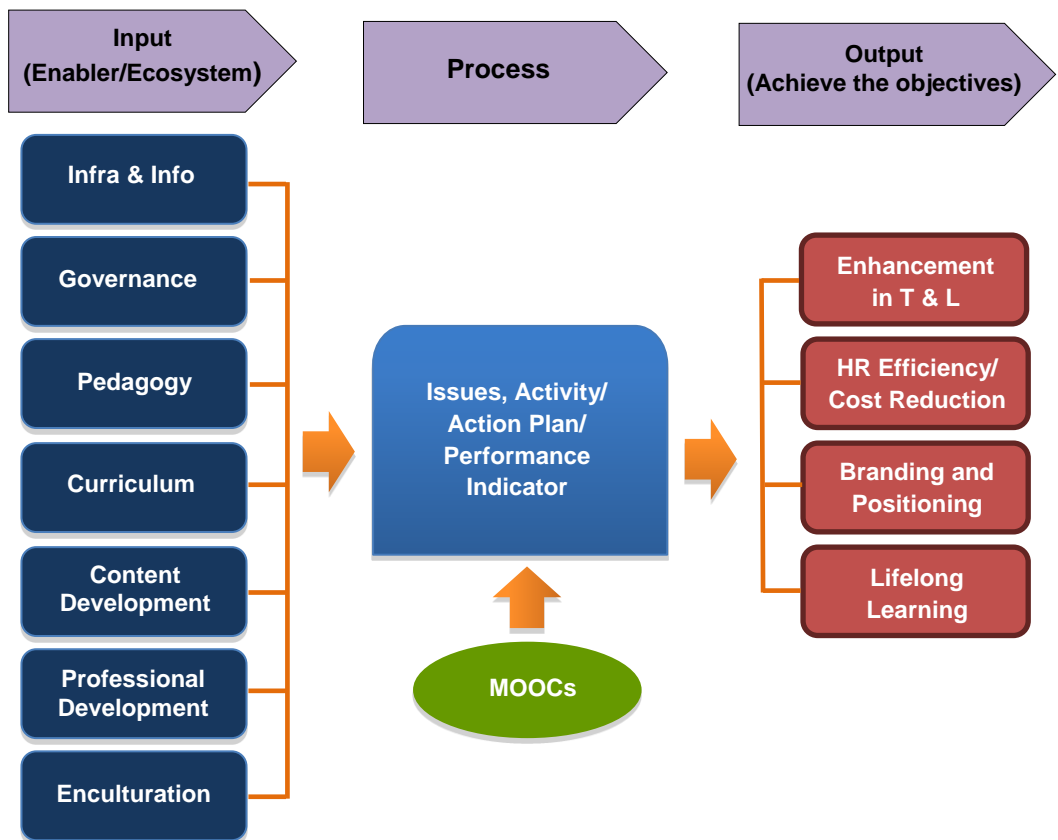 Input
(Enabler/Ecosystem)
Process
Output
(Achieve the objectives)
Infra & Info
Governance
Pedagogy
Curriculum
Content
Development
Professional
Development
Enculturation
Issues, Activity/
Action Plan/
Performance
Indicator
MOOCs
Enhancement
in T & L
HR Efficiency/
Cost Reduction
Branding and
Positioning
Lifelong
Learning